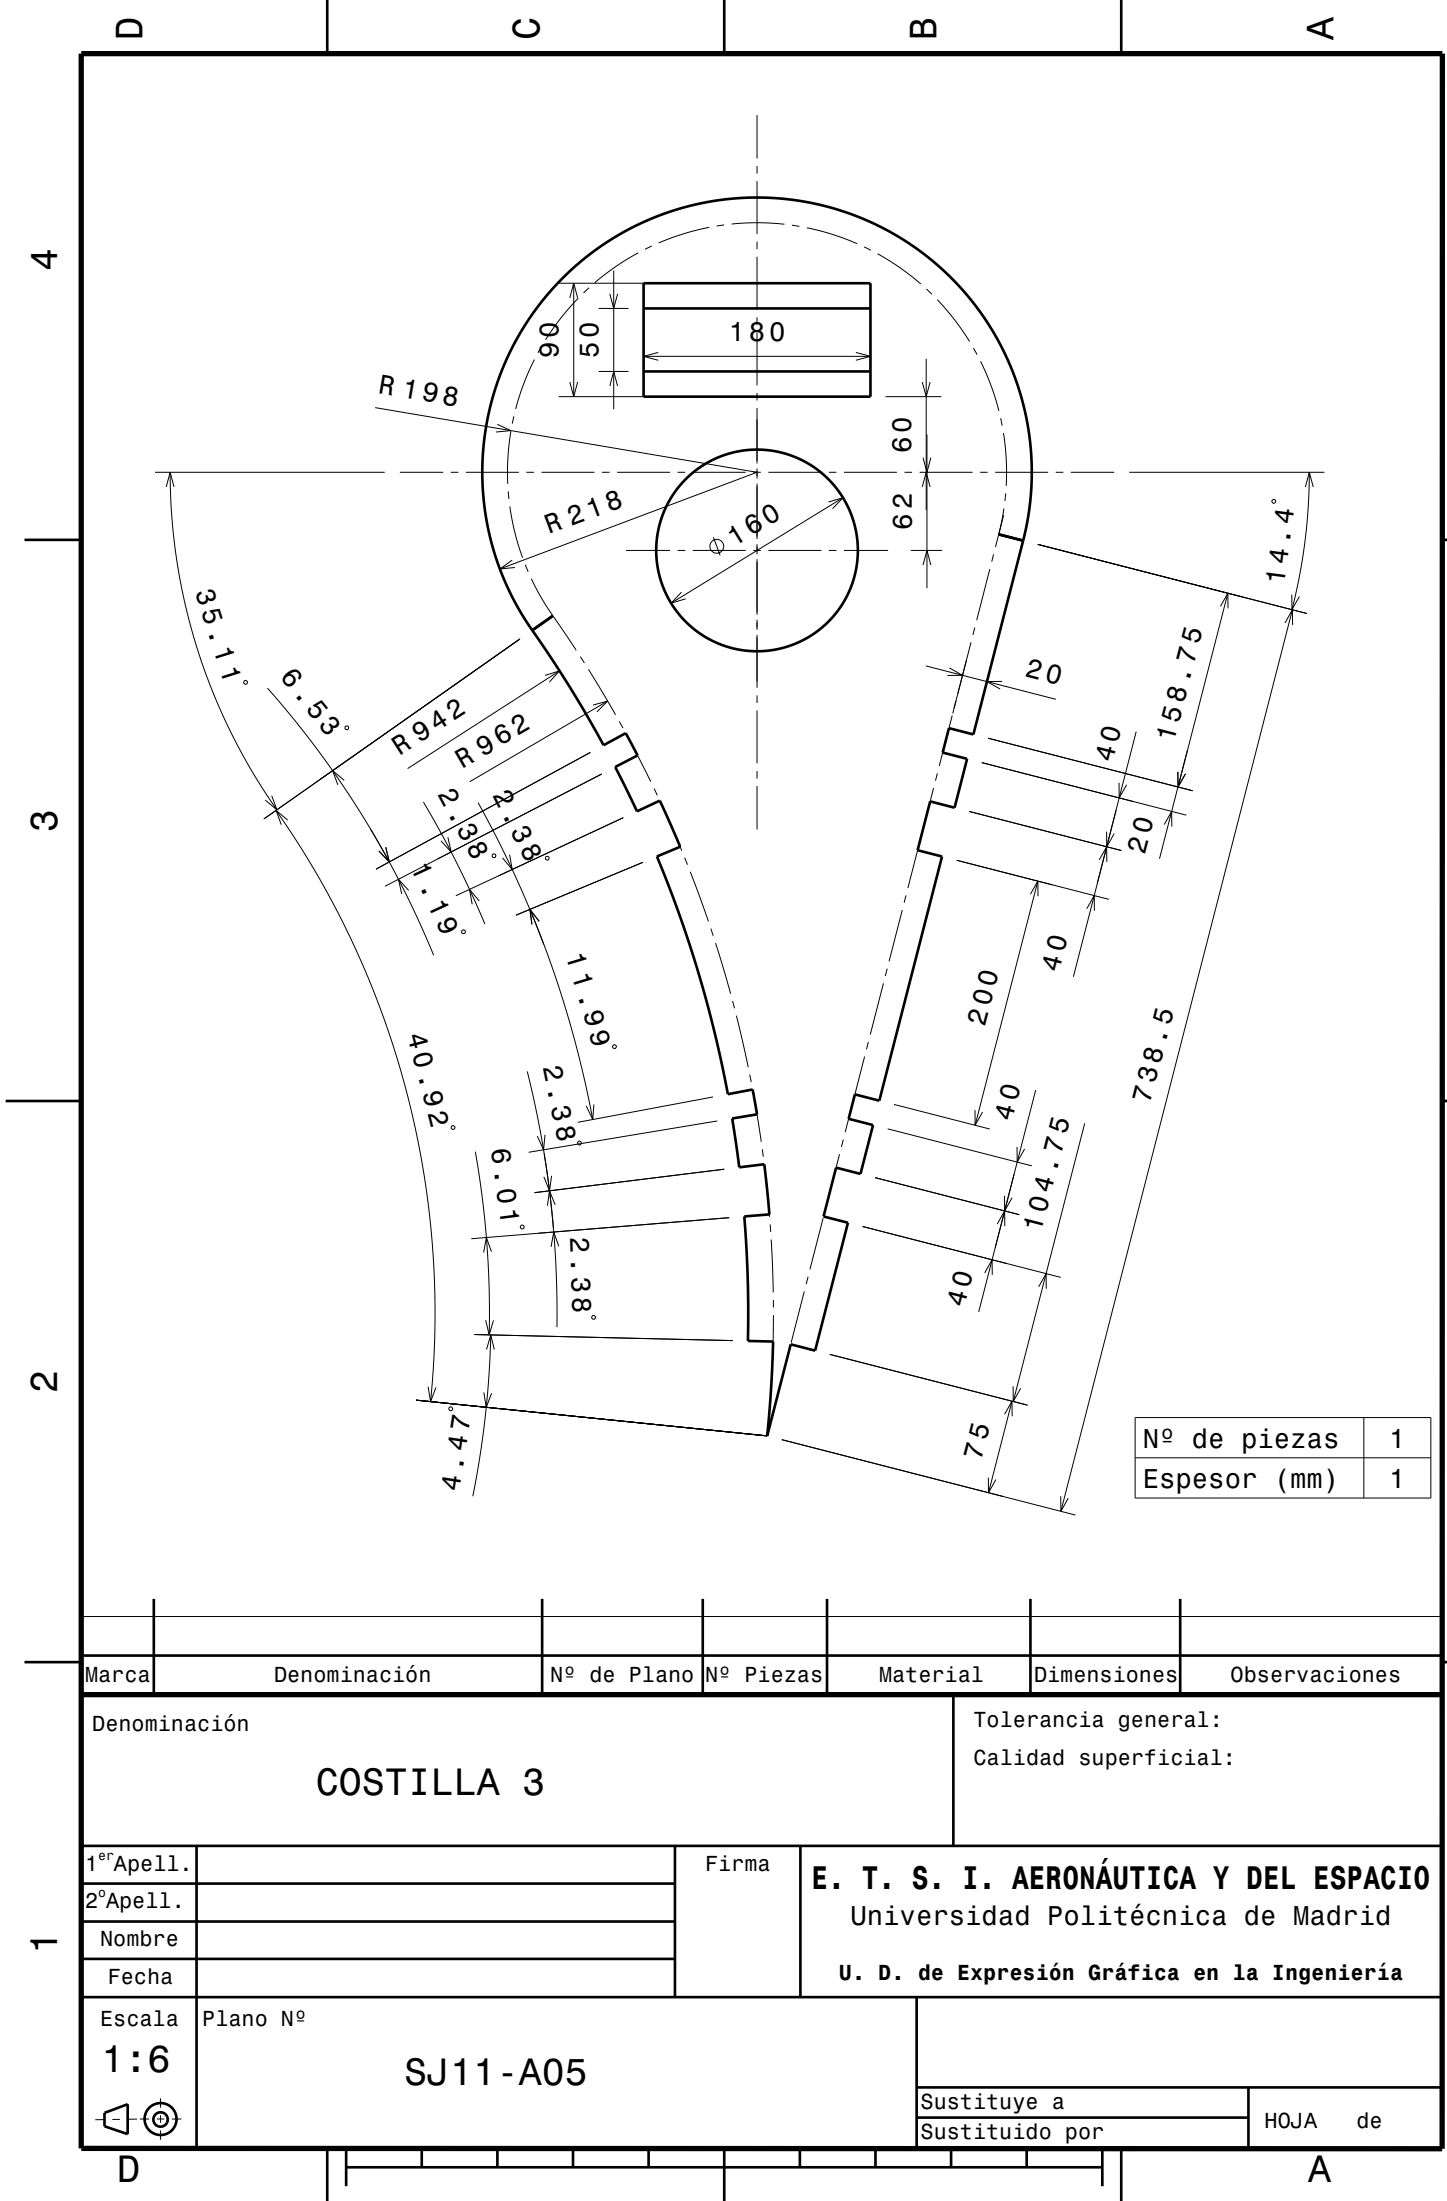 D C B A
4
3
2
1
90
50
180
R198
60
R218
62
Ø160
14.4°
35.11°
6.53°
R942
R962
20
158.75
40
2.38°
2.38°
20
1.19°
40
11.99°
200
738.5
40.92°
2.38°
40
6.01°
104.75
2.38°
40
4.47°
75
Nº de piezas 1
Espesor (mm) 1
Marca Denominación Nº de Plano Nº Piezas Material Dimensiones Observaciones
Denominación
COSTILLA 3
Tolerancia general:
Calidad superficial:
1er Apell.
2º Apell.
Nombre
Fecha
Firma
E. T. S. I. AERONÁUTICA Y DEL ESPACIO
Universidad Politécnica de Madrid
U. D. de Expresión Gráfica en la Ingeniería
Escala
1:6
Plano Nº
SJ11-A05
Sustituye a
Sustituido por
HOJA de
D A